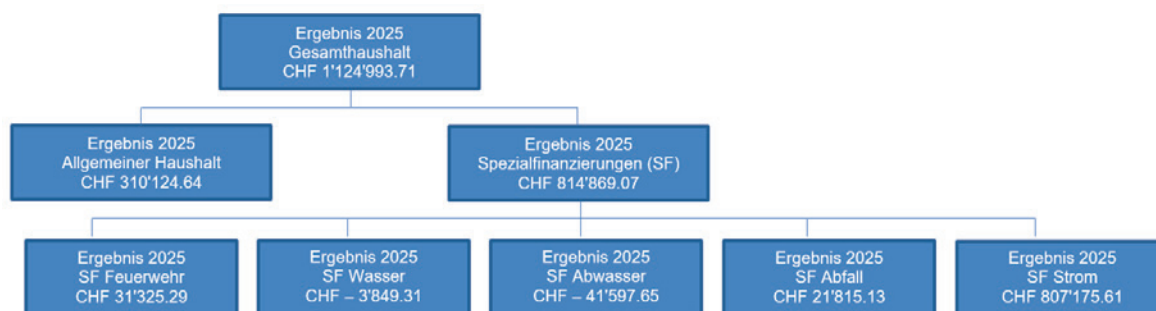 Ergebnis 2025
Gesamthaushalt
CHF 1'124'993.71
Ergebnis 2025
Allgemeiner Haushalt
CHF 310'124.64
Ergebnis 2025
Spezialfinanzierungen (SF)
CHF 814'869.07
Ergebnis 2025
SF Feuerwehr
CHF 31'325.29
Ergebnis 2025
SF Wasser
CHF – 3'849.31
Ergebnis 2025
SF Abwasser
CHF – 41'597.65
Ergebnis 2025
SF Abfall
CHF 21'815.13
Ergebnis 2025
SF Strom
CHF 807'175.61